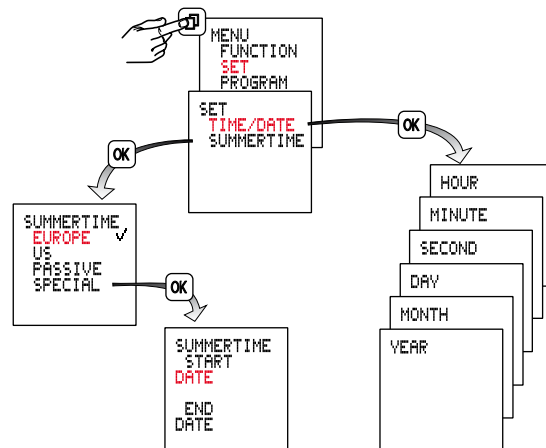 MENU
FUNCTION
SET
PROGRAM
SET
TIME/DATE
SUMMERTIME
OK
OK
SUMMERTIME
EUROPE ✓
US
PASSIVE
SPECIAL
OK
SUMMERTIME
START
DATE
END
DATE
HOUR
MINUTE
SECOND
DAY
MONTH
YEAR